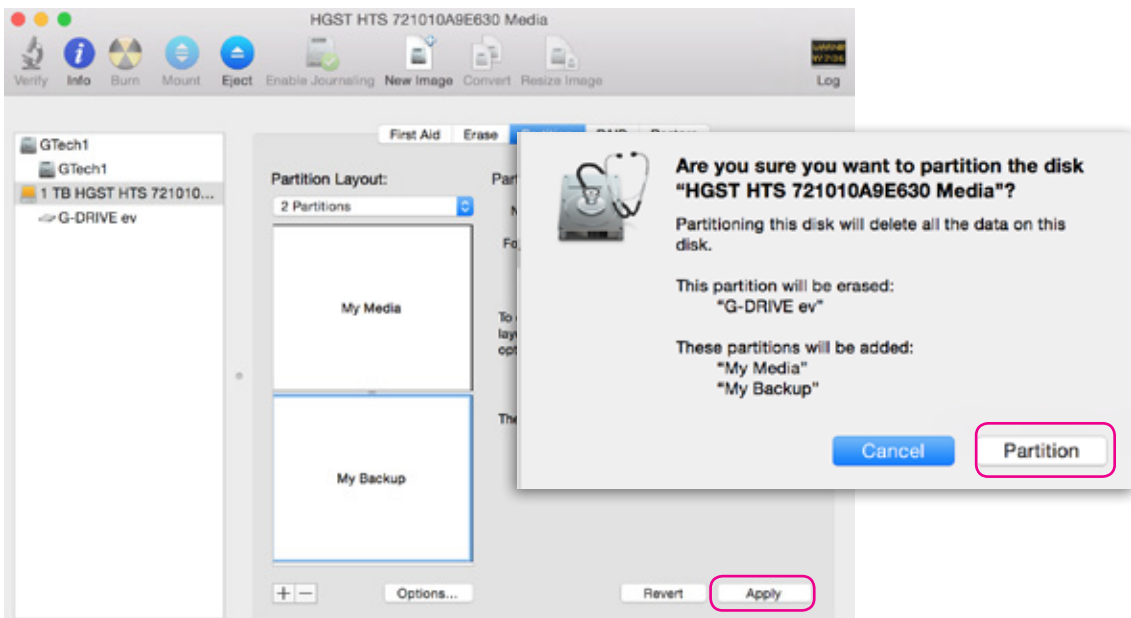 HGST HTS 721010A9E630 Media
Verify Info Burn Mount Eject Enable Journaling New Image Convert Resize Image Log
First Aid Erase
GTech1
GTech1
1 TB HGST HTS 721010...
G-DRIVE ev
Partition Layout:
2 Partitions
My Media
My Backup
Options...
Revert
Apply
Are you sure you want to partition the disk
“HGST HTS 721010A9E630 Media”?
Partitioning this disk will delete all the data on this
disk.
This partition will be erased:
“G-DRIVE ev”
These partitions will be added:
“My Media”
“My Backup”
Cancel
Partition